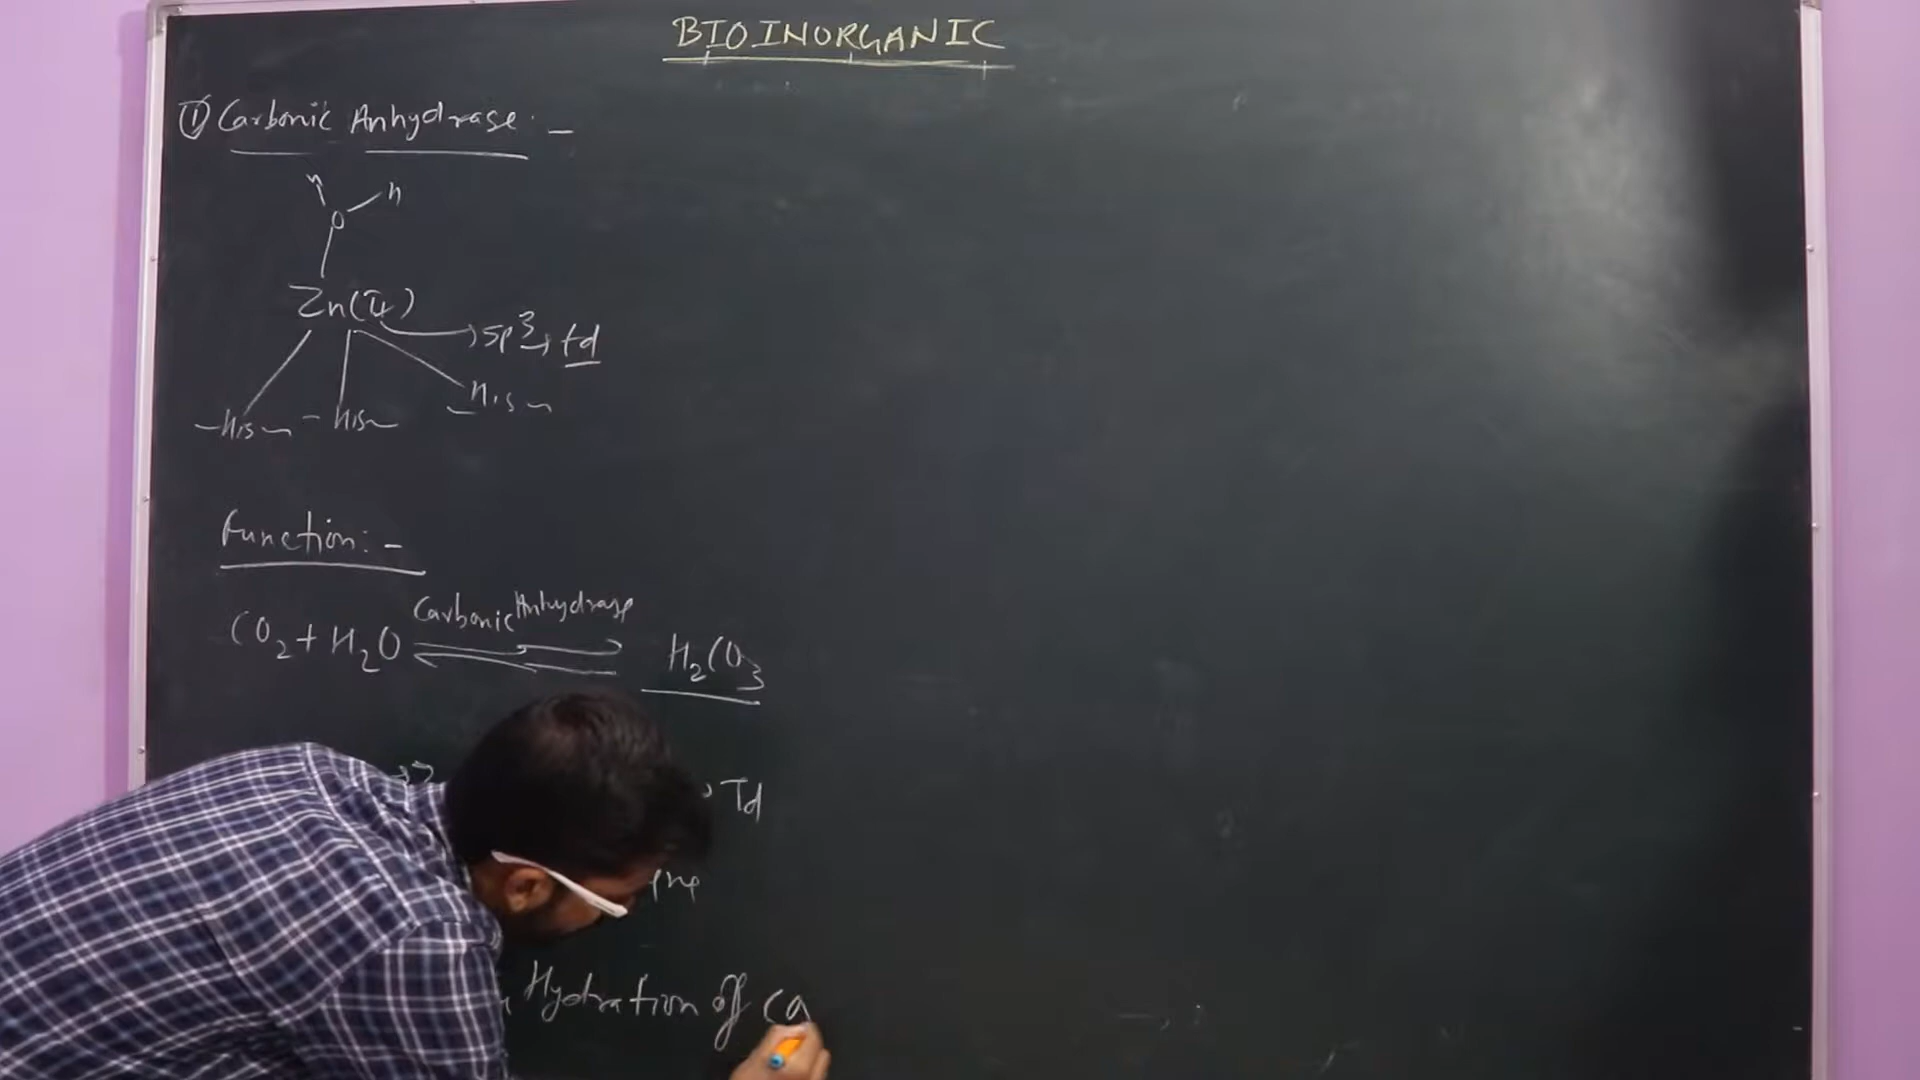 BIOINORGANIC
① Carbonic Anhydrase:-
H
H
O
Zn(II)
sp3, td
His
His His
Function:-
Carbonic Anhydrase
CO2 + H2O ⇌ H2CO3
Td
Hydration of Ca